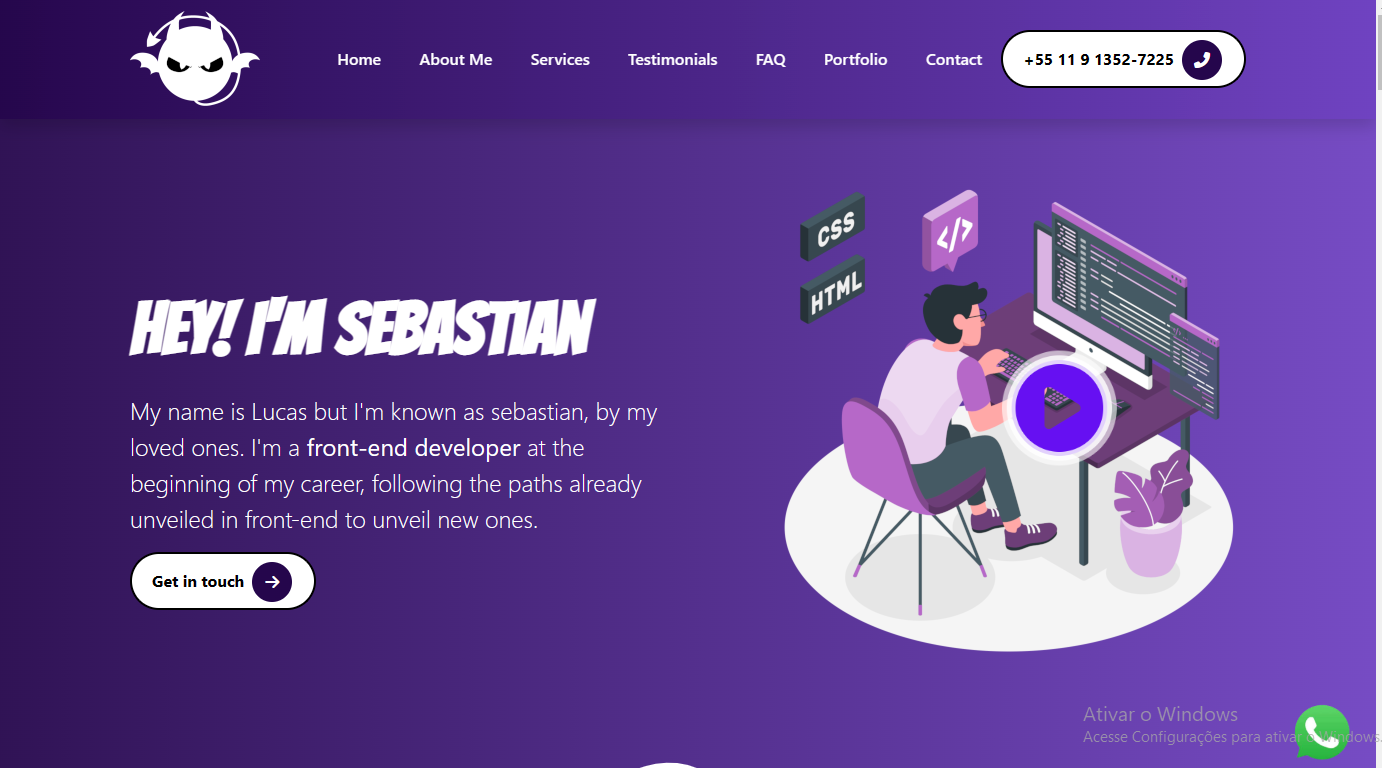 Home About Me Services Testimonials FAQ Portfolio Contact +55 11 9 1352-7225
CSS
</>
HTML
HEY! I'M SEBASTIAN
My name is Lucas but I'm known as sebastian, by my
loved ones. I'm a front-end developer at the
beginning of my career, following the paths already
unveiled in front-end to unveil new ones.
Get in touch
Ativar o Windows
Acesse Configurações para ativar o Windows.